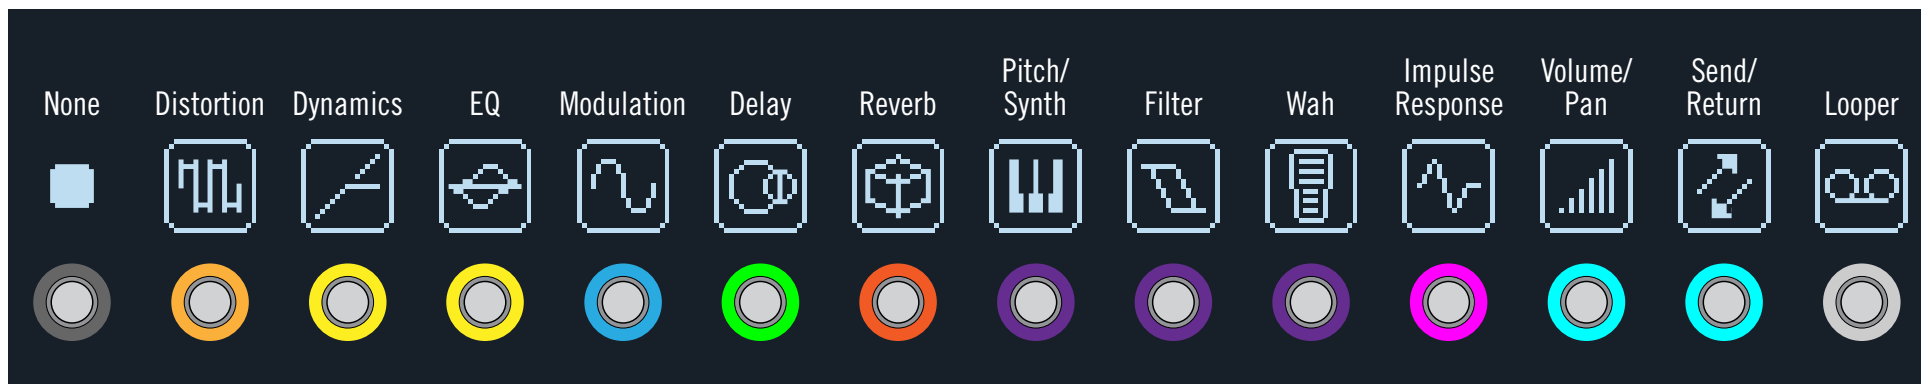 None
Distortion
Dynamics
EQ
Modulation
Delay
Reverb
Pitch/
Synth
Filter
Wah
Impulse
Response
Volume/
Pan
Send/
Return
Looper